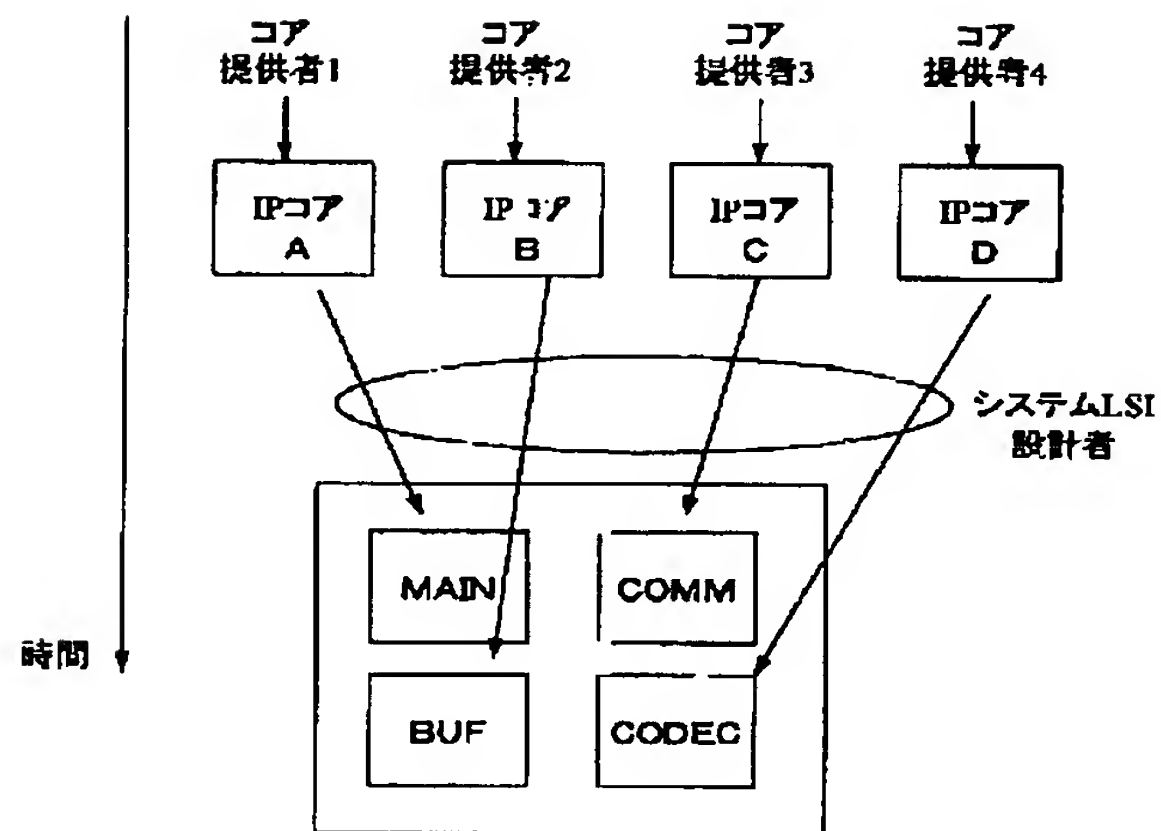 コア
提供者1
コア
提供者2
コア
提供者3
コア
提供者4
IPコア
A
IPコア
B
IPコア
C
IPコア
D
システムLSI
設計者
MAIN
COMM
時間
BUF
CODEC